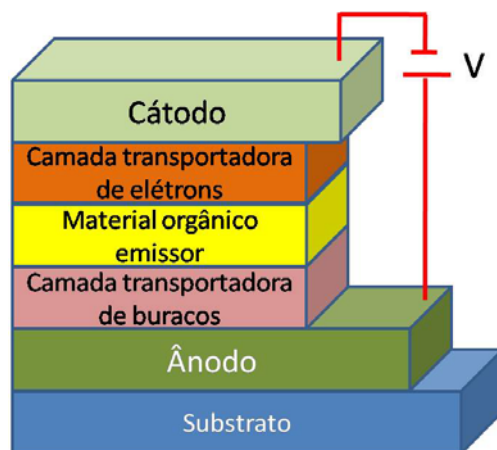 V
Cátodo
Camada transportadora
de elétrons
Material orgânico
emissor
Camada transportadora
de buracos
Ânodo
Substrato